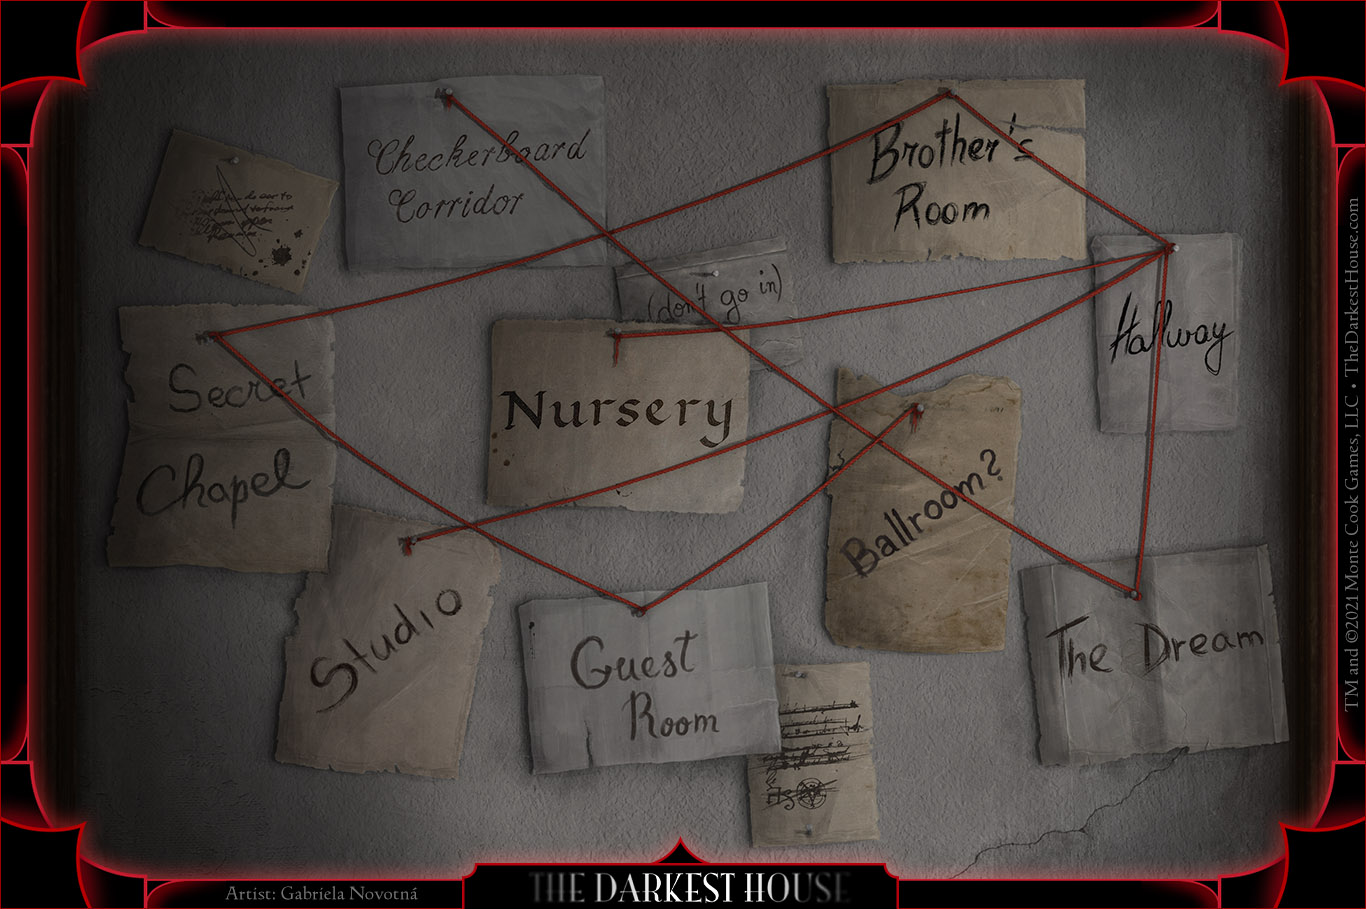 Checkerboard
Corridor
Brother's
Room
(don't go in)
Hallway
Secret
Chapel
Nursery
Ballroom?
Studio
Guest
Room
The Dream
TM and ©2021 Monte Cook Games, LLC • TheDarkestHouse.com
Artist: Gabriela Novotná
THE DARKEST HOUSE